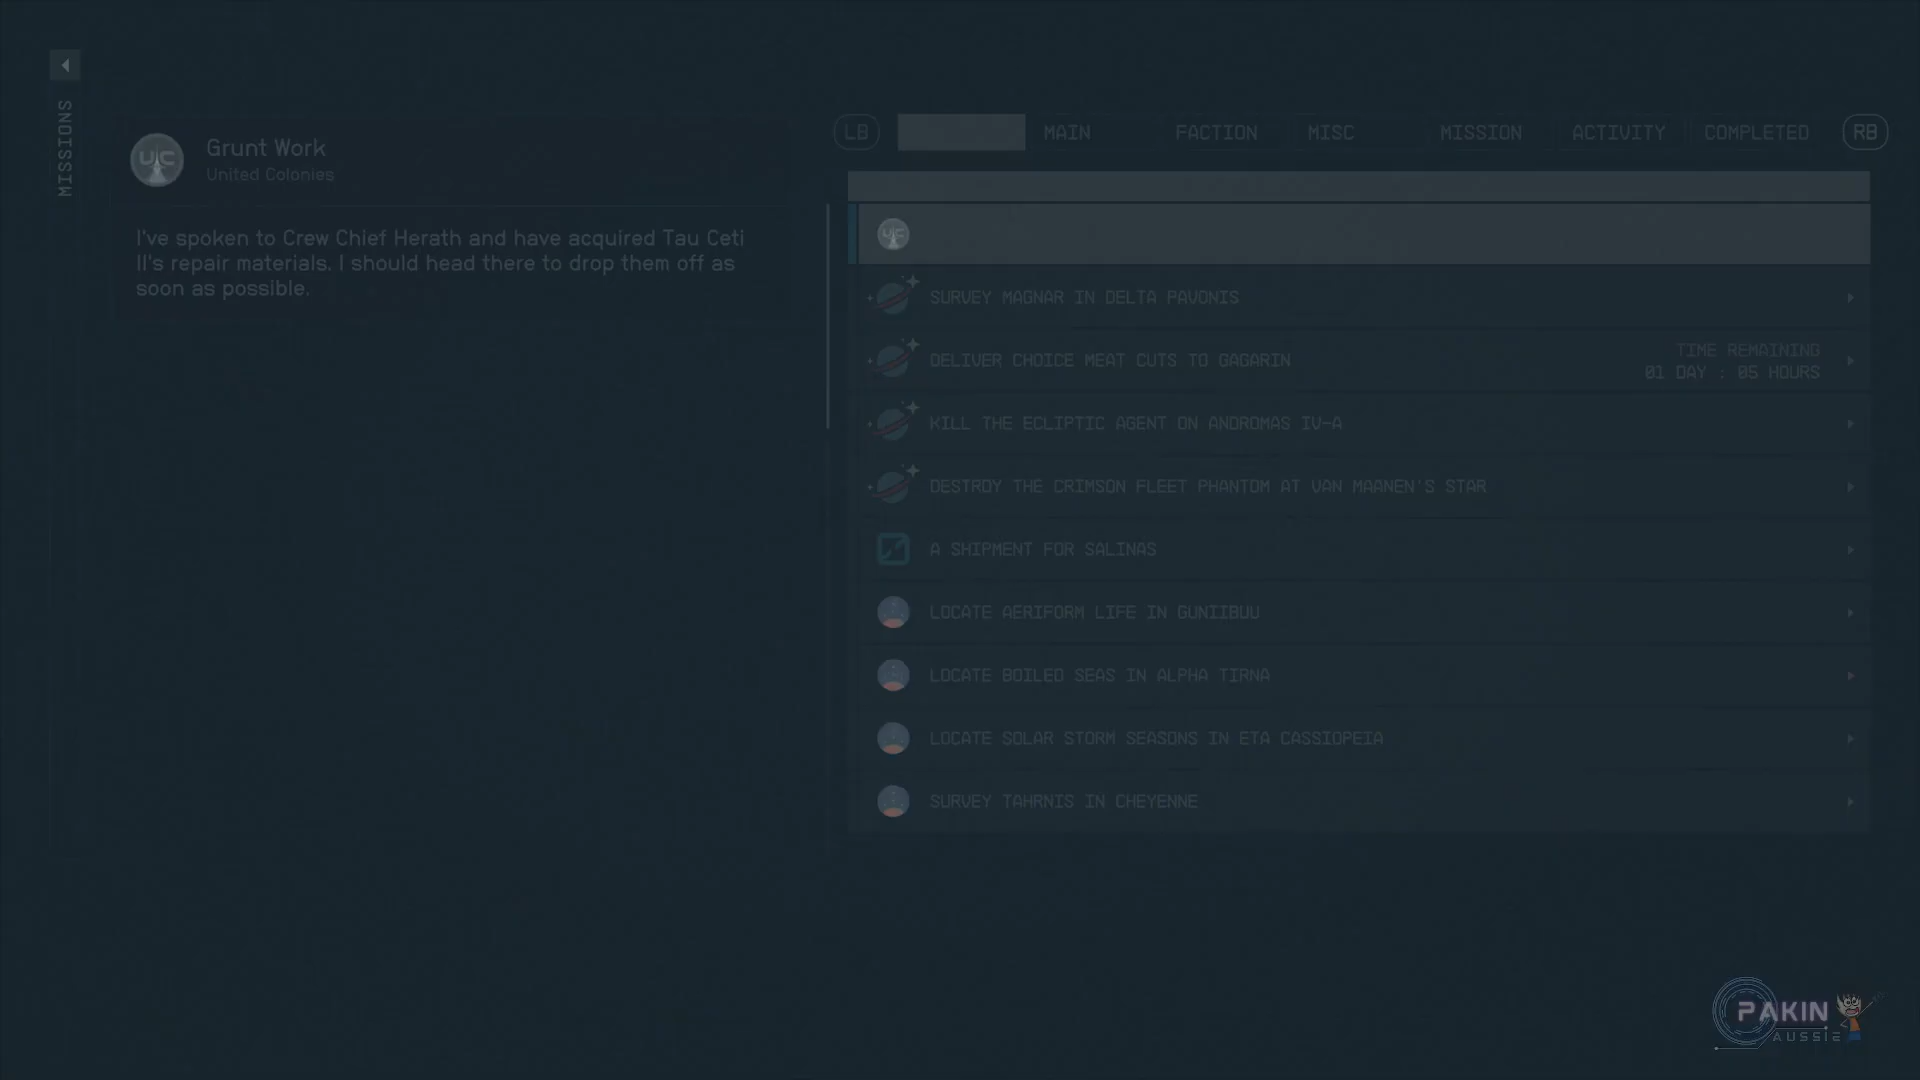 MISSIONS
UC
Grunt Work
United Colonies
I've spoken to Crew Chief Herath and have acquired Tau Ceti
II's repair materials. I should head there to drop them off as
soon as possible.
LB
MAIN
FACTION
MISC
MISSION
ACTIVITY
COMPLETED
RB
UC
SURVEY MAGNAR IN DELTA PAVONIS
DELIVER CHOICE MEAT CUTS TO GAGARIN
TIME REMAINING
01 DAY : 05 HOURS
KILL THE ECLIPTIC AGENT ON ANDROMAS IV-A
DESTROY THE CRIMSON FLEET PHANTOM AT VAN MAANEN'S STAR
A SHIPMENT FOR SALINAS
LOCATE AERIFORM LIFE IN GUNIIBUU
LOCATE BOILED SEAS IN ALPHA TIRNA
LOCATE SOLAR STORM SEASONS IN ETA CASSIOPEIA
SURVEY TAHRNIS IN CHEYENNE
PAKIN
AUSSIE